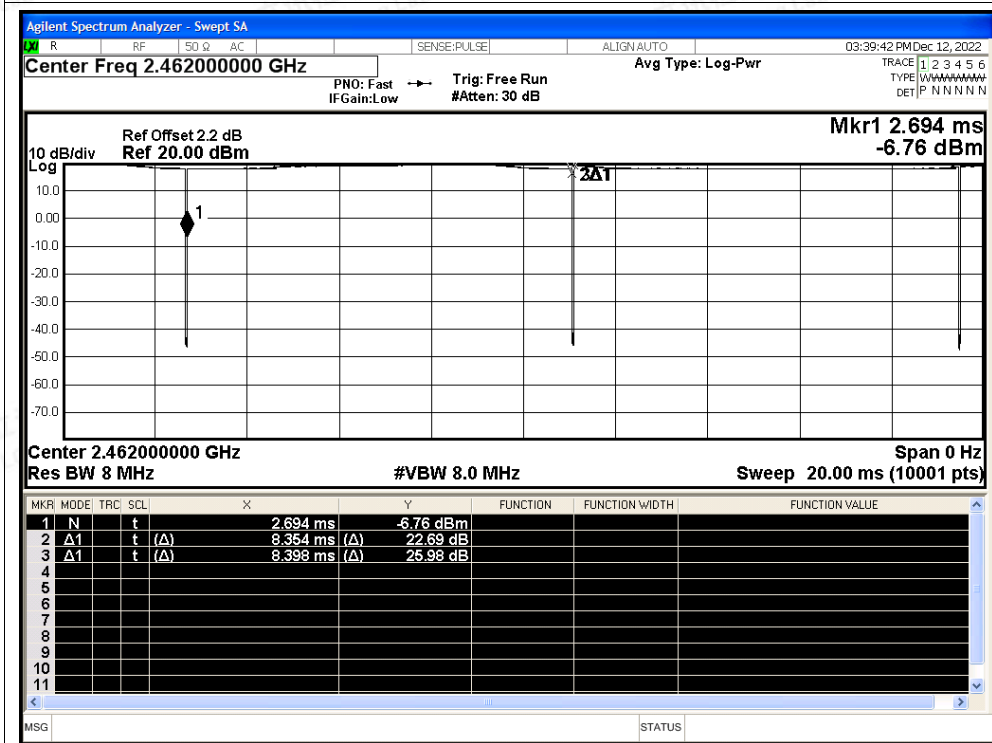 Agilent Spectrum Analyzer - Swept SA
LXI R RF 50 Ω AC SENSE:PULSE ALIGN AUTO 03:39:42 PM Dec 12, 2022
Center Freq 2.462000000 GHz Avg Type: Log-Pwr TRACE 1 2 3 4 5 6
PNO: Fast Trig: Free Run TYPE
IFGain:Low #Atten: 30 dB DET P N N N N N
Mkr1 2.694 ms
Ref Offset 2.2 dB
10 dB/div Ref 20.00 dBm -6.76 dBm
Log
2 3Δ1
10.0
0.00 1
-10.0
-20.0
-30.0
-40.0
-50.0
-60.0
-70.0
Center 2.462000000 GHz Span 0 Hz
Res BW 8 MHz #VBW 8.0 MHz Sweep 20.00 ms (10001 pts)
MKR MODE TRC SCL X Y FUNCTION FUNCTION WIDTH FUNCTION VALUE
1 N t 2.694 ms -6.76 dBm
2 Δ1 t (Δ) 8.354 ms (Δ) 22.69 dB
3 Δ1 t (Δ) 8.398 ms (Δ) 25.98 dB
4
5
6
7
8
9
10
11
MSG STATUS